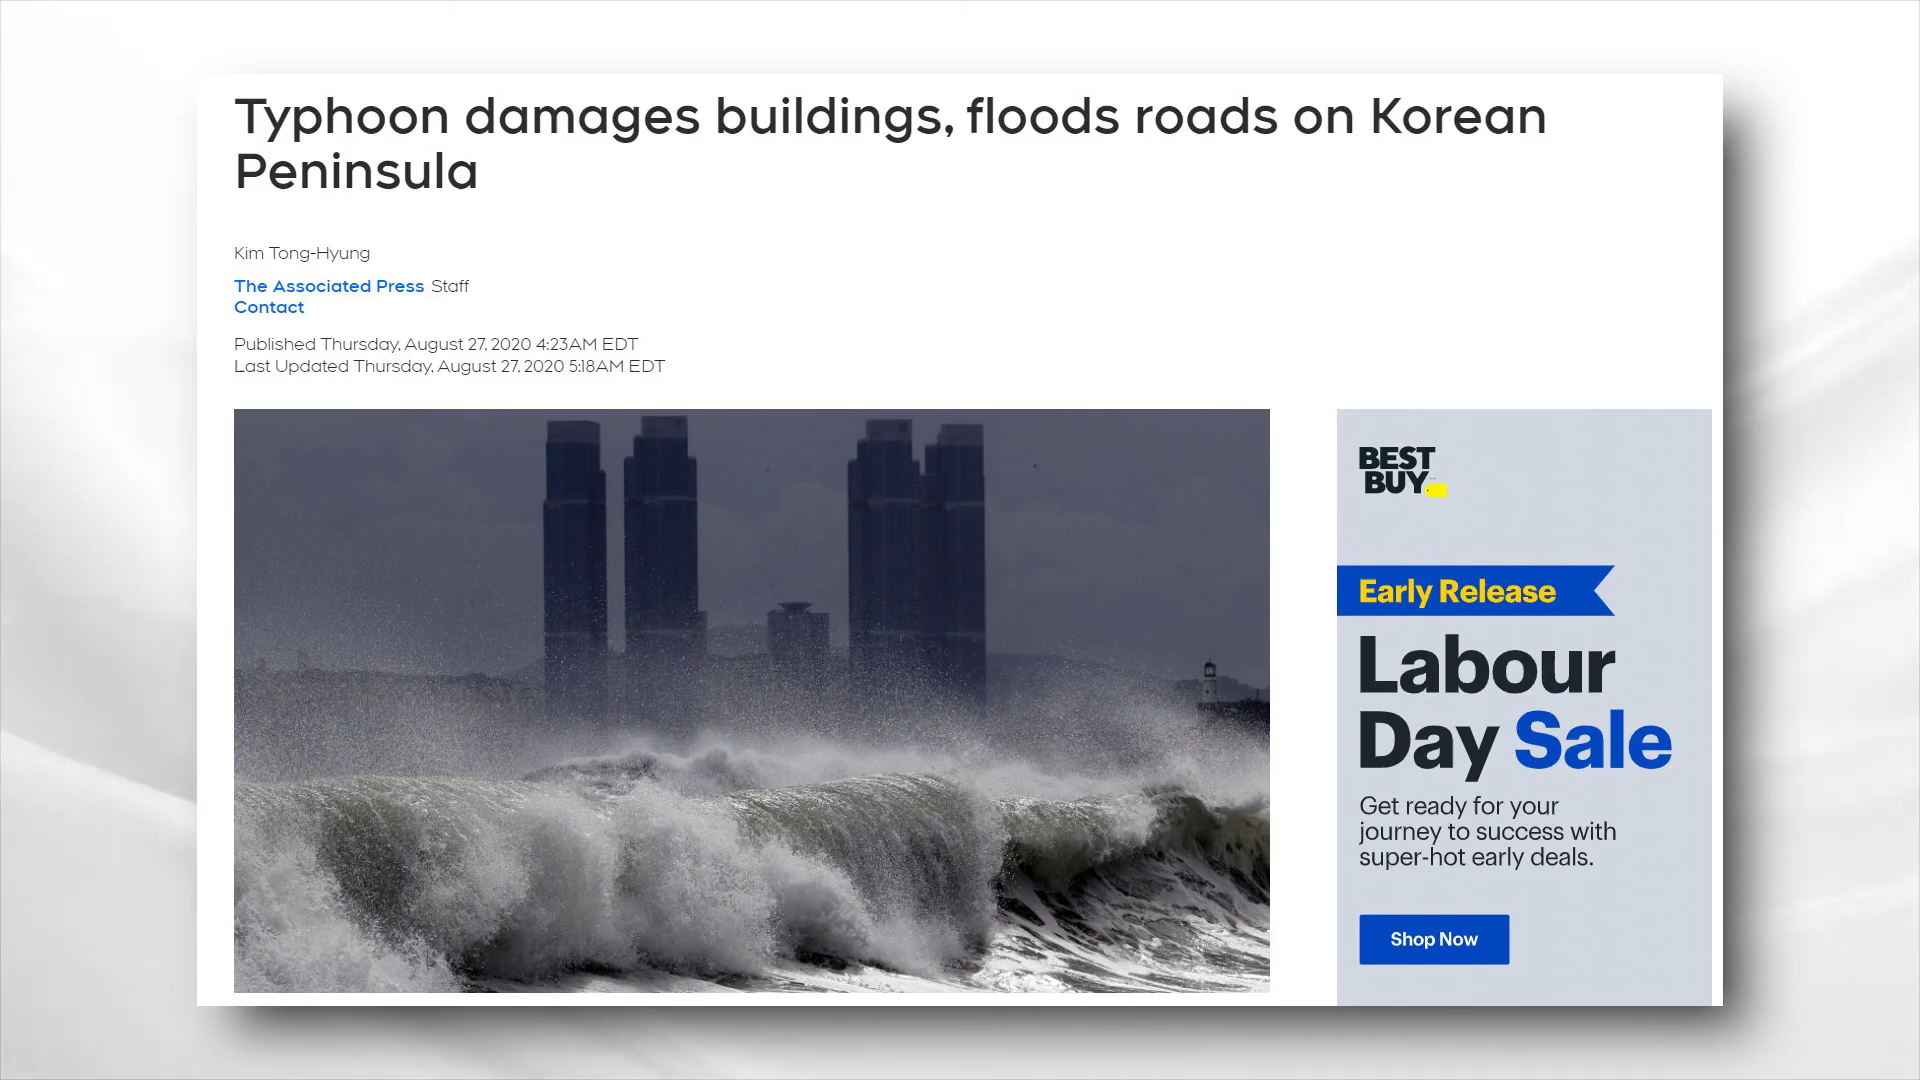 Typhoon damages buildings, floods roads on Korean
Peninsula
Kim Tong-Hyung
The Associated Press Staff
Contact
Published Thursday, August 27, 2020 4:23AM EDT
Last Updated Thursday, August 27, 2020 5:18AM EDT
BEST
BUY
Early Release
Labour
Day Sale
Get ready for your
journey to success with
super-hot early deals.
Shop Now